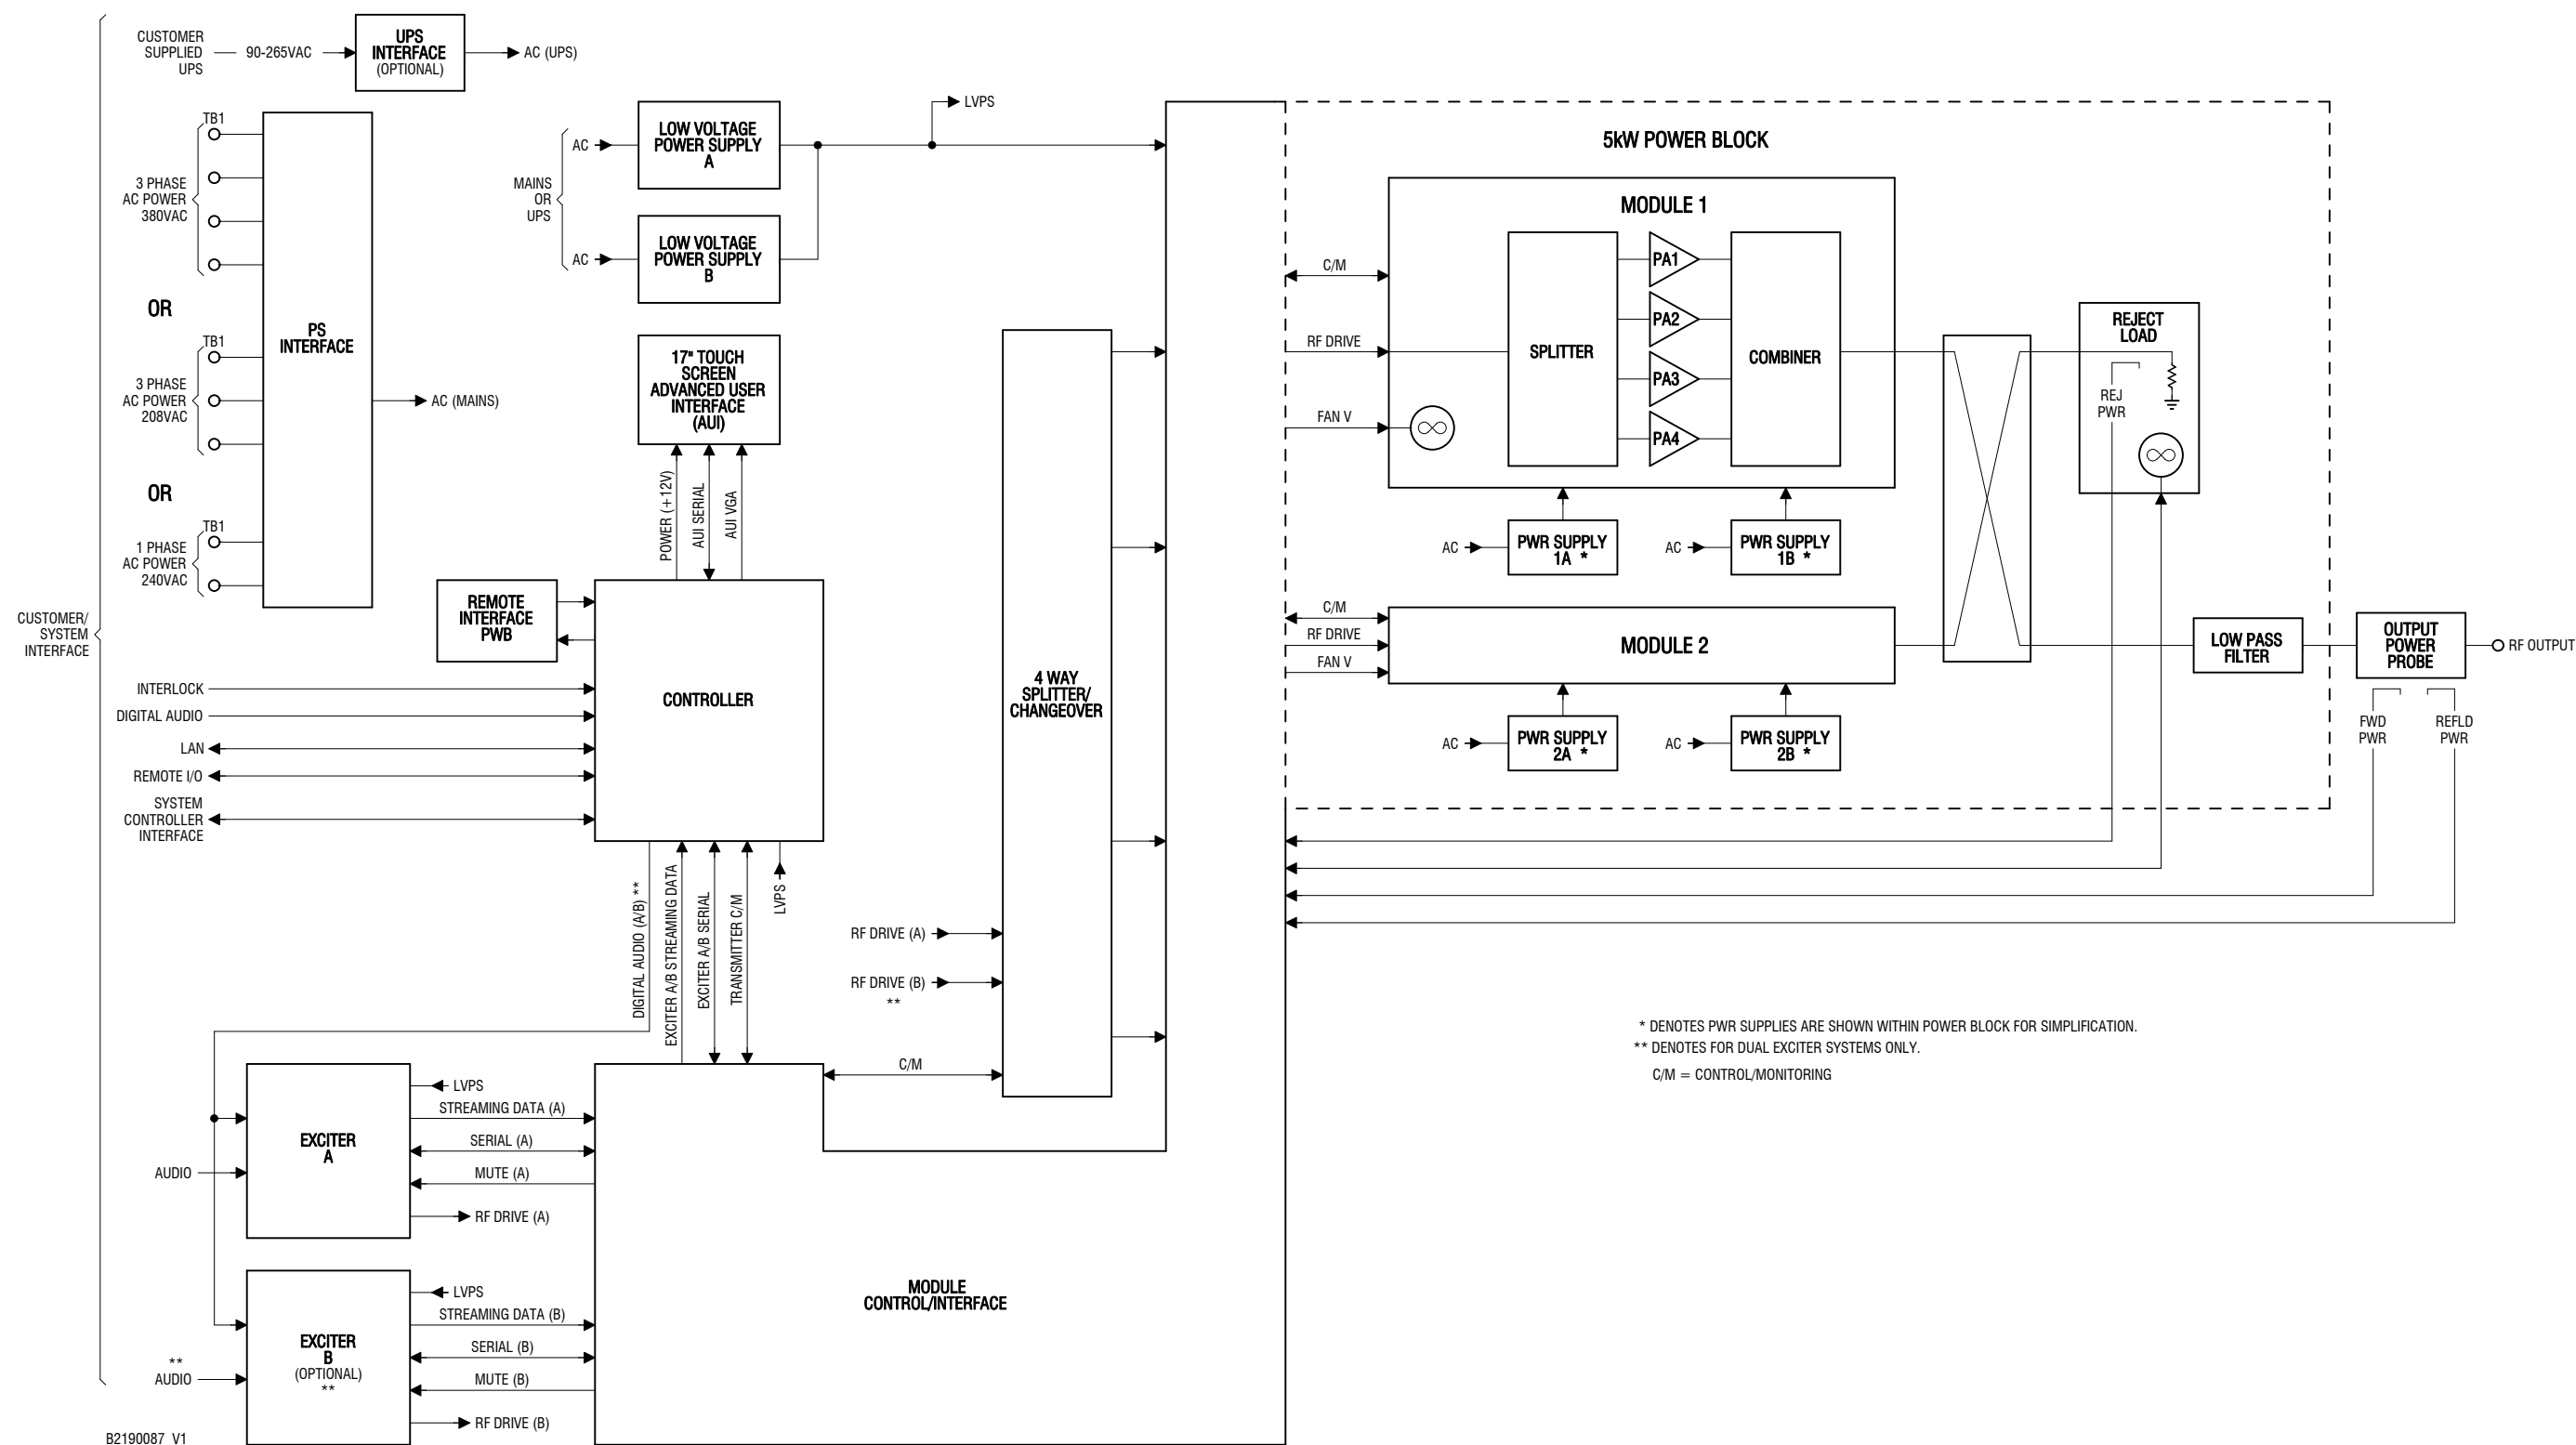 CUSTOMER
SUPPLIED
UPS
90-265VAC
UPS
INTERFACE
(OPTIONAL)
AC (UPS)
TB1
3 PHASE
AC POWER
380VAC
OR
TB1
3 PHASE
AC POWER
208VAC
OR
TB1
1 PHASE
AC POWER
240VAC
PS
INTERFACE
AC (MAINS)
CUSTOMER/
SYSTEM
INTERFACE
MAINS
OR
UPS
AC
LOW VOLTAGE
POWER SUPPLY
A
LVPS
AC
LOW VOLTAGE
POWER SUPPLY
B
17" TOUCH
SCREEN
ADVANCED USER
INTERFACE
(AUI)
POWER (+12V)
AUI SERIAL
AUI VGA
REMOTE
INTERFACE
PWB
CONTROLLER
INTERLOCK
DIGITAL AUDIO
LAN
REMOTE I/O
SYSTEM
CONTROLLER
INTERFACE
DIGITAL AUDIO (A/B) **
EXCITER A/B STREAMING DATA
EXCITER A/B SERIAL
TRANSMITTER C/M
LVPS
4 WAY
SPLITTER/
CHANGEOVER
RF DRIVE (A)
RF DRIVE (B)
**
C/M
EXCITER
A
AUDIO
LVPS
STREAMING DATA (A)
SERIAL (A)
MUTE (A)
RF DRIVE (A)
EXCITER
B
(OPTIONAL)
**
**
AUDIO
LVPS
STREAMING DATA (B)
SERIAL (B)
MUTE (B)
RF DRIVE (B)
MODULE
CONTROL/INTERFACE
5kW POWER BLOCK
MODULE 1
C/M
RF DRIVE
FAN V
SPLITTER
PA1
PA2
PA3
PA4
COMBINER
AC
PWR SUPPLY
1A *
AC
PWR SUPPLY
1B *
C/M
RF DRIVE
FAN V
MODULE 2
AC
PWR SUPPLY
2A *
AC
PWR SUPPLY
2B *
REJECT
LOAD
REJ
PWR
LOW PASS
FILTER
OUTPUT
POWER
PROBE
RF OUTPUT
FWD
PWR
REFLD
PWR
* DENOTES PWR SUPPLIES ARE SHOWN WITHIN POWER BLOCK FOR SIMPLIFICATION.
** DENOTES FOR DUAL EXCITER SYSTEMS ONLY.
C/M = CONTROL/MONITORING
B2190087 V1